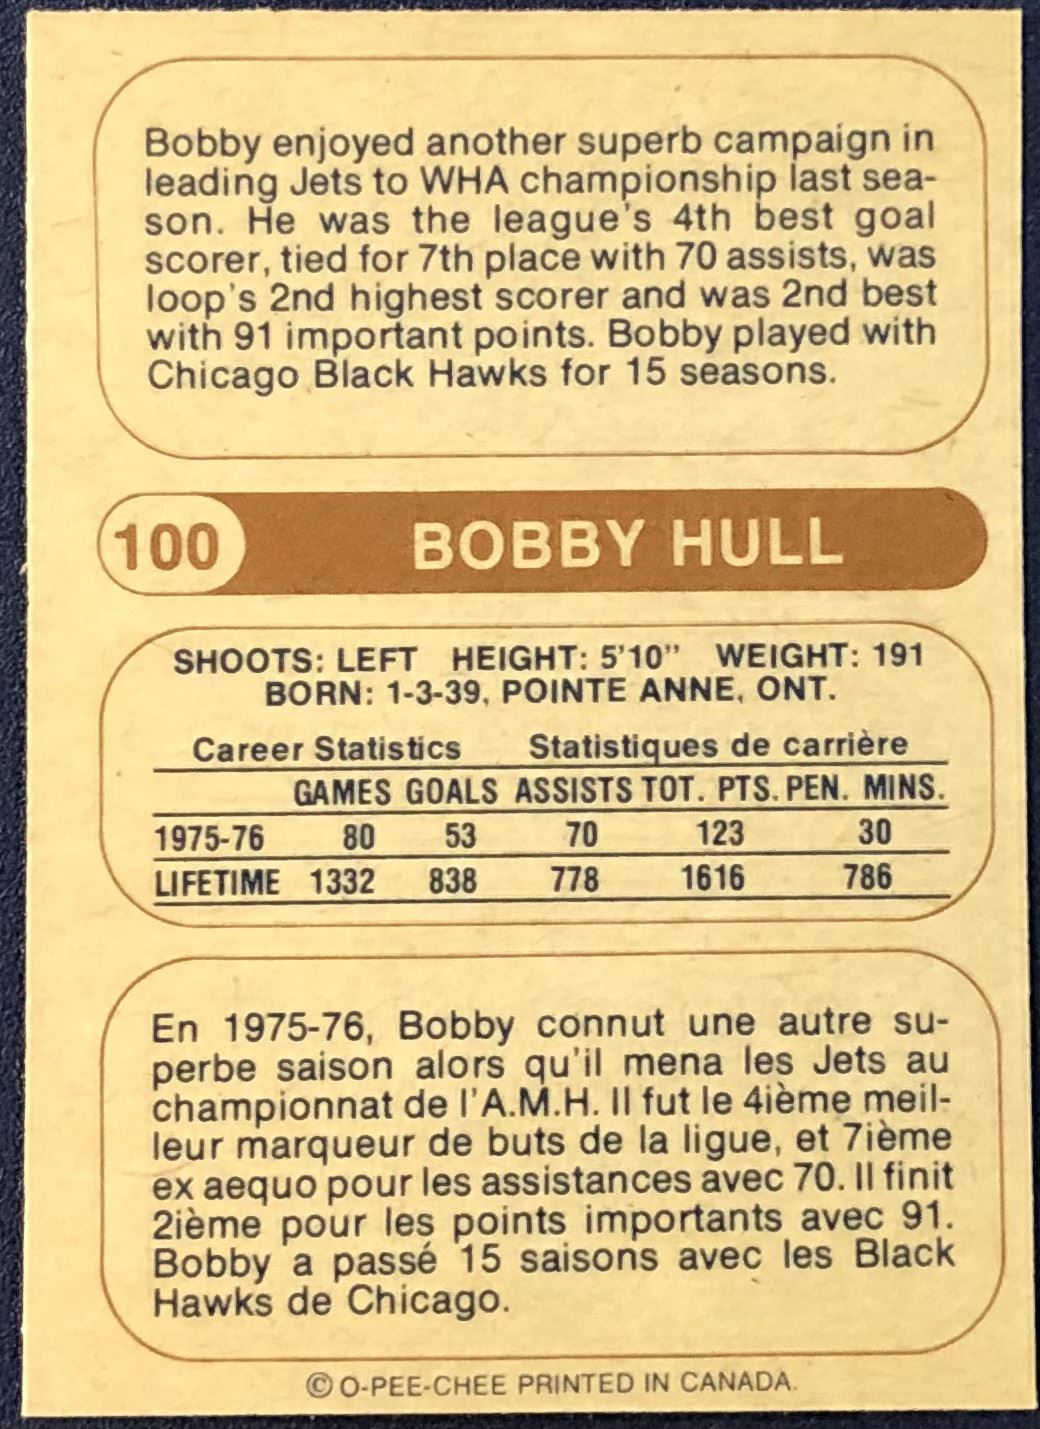 Bobby enjoyed another superb campaign in
leading Jets to WHA championship last sea-
son. He was the league's 4th best goal
scorer, tied for 7th place with 70 assists, was
loop's 2nd highest scorer and was 2nd best
with 91 important points. Bobby played with
Chicago Black Hawks for 15 seasons.
100 BOBBY HULL
SHOOTS: LEFT HEIGHT: 5'10" WEIGHT: 191
BORN: 1-3-39, POINTE ANNE, ONT.
Career Statistics Statistiques de carrière
GAMES GOALS ASSISTS TOT. PTS. PEN. MINS.
1975-76 80 53 70 123 30
LIFETIME 1332 838 778 1616 786
En 1975-76, Bobby connut une autre su-
perbe saison alors qu'il mena les Jets au
championnat de l'A.M.H. Il fut le 4ième meil-
leur marqueur de buts de la ligue, et 7ième
ex aequo pour les assistances avec 70. Il finit
2ième pour les points importants avec 91.
Bobby a passé 15 saisons avec les Black
Hawks de Chicago.
© O-PEE-CHEE PRINTED IN CANADA.